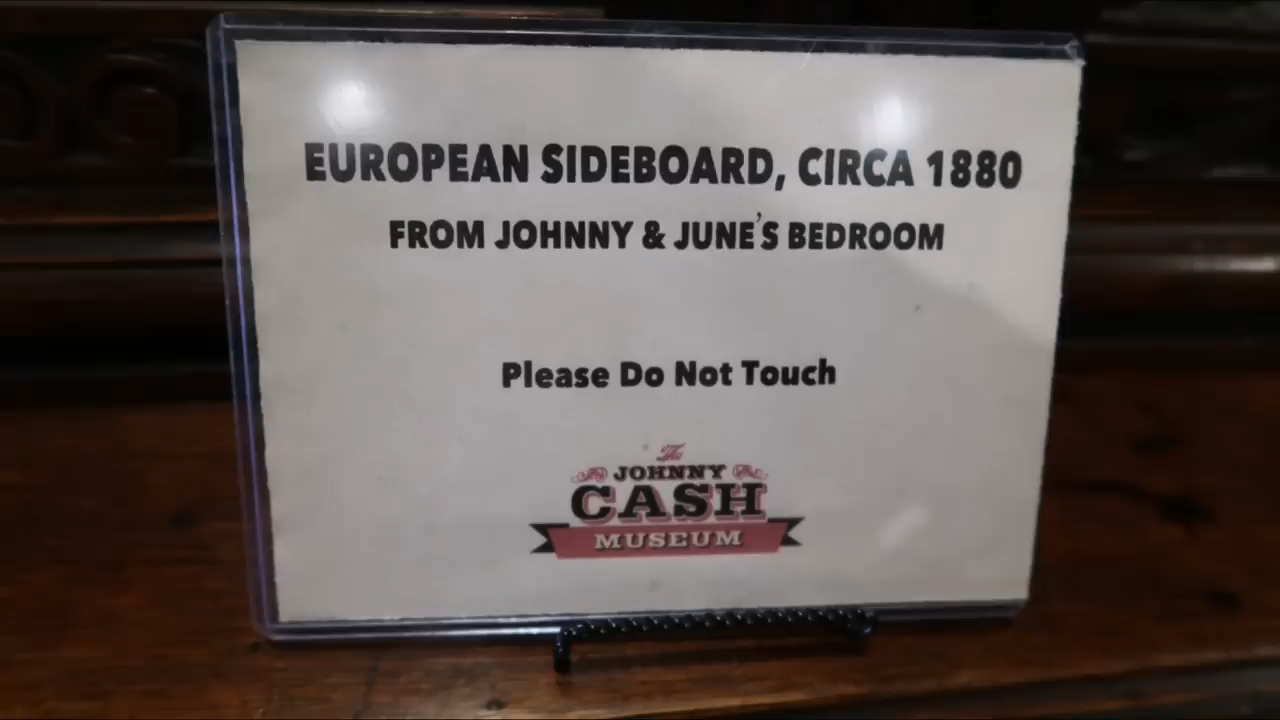 EUROPEAN SIDEBOARD, CIRCA 1880
FROM JOHNNY & JUNE'S BEDROOM
Please Do Not Touch
The
JOHNNY
CASH
MUSEUM